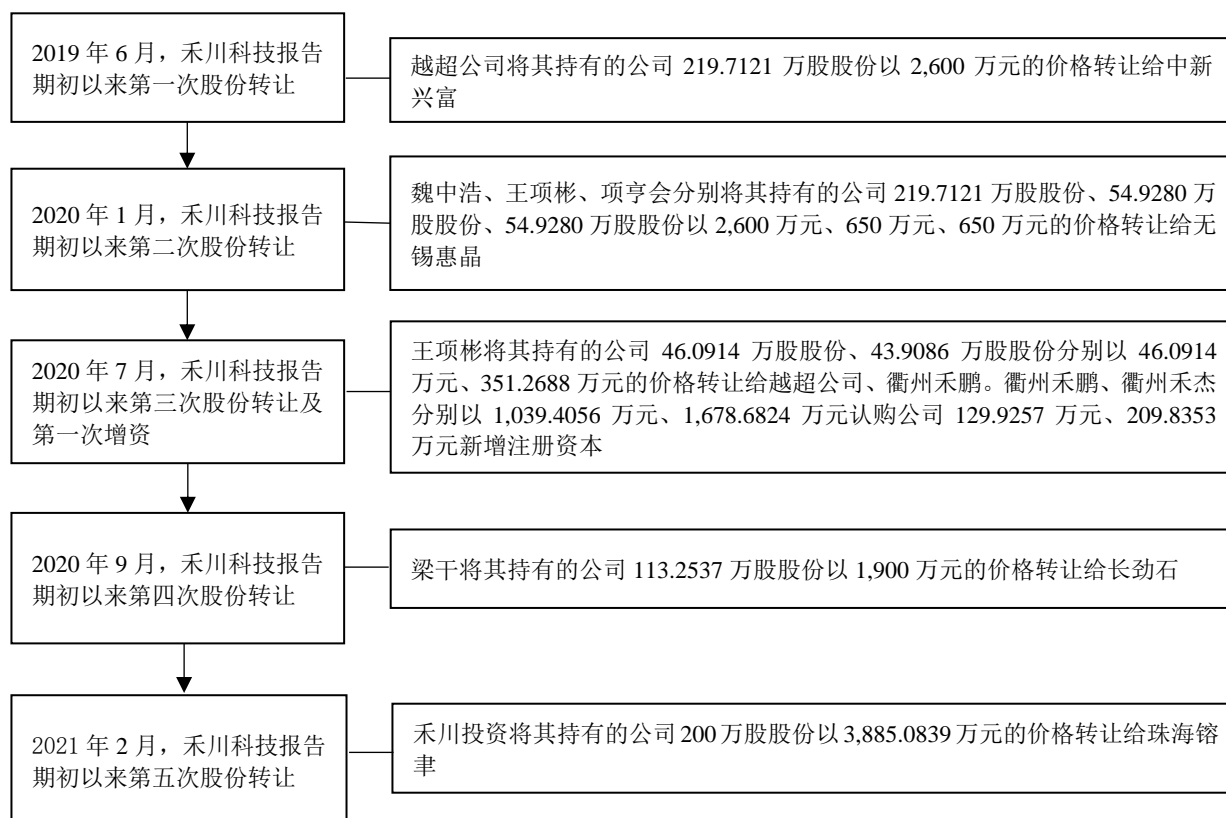 2019 年 6 月，禾川科技报告
期初以来第一次股份转让
越超公司将其持有的公司 219.7121 万股股份以 2,600 万元的价格转让给中新
兴富
2020 年 1 月，禾川科技报告
期初以来第二次股份转让
魏中浩、王项彬、项亨会分别将其持有的公司 219.7121 万股股份、54.9280 万
股股份、54.9280 万股股份以 2,600 万元、650 万元、650 万元的价格转让给无
锡惠晶
2020 年 7 月，禾川科技报告
期初以来第三次股份转让及
第一次增资
王项彬将其持有的公司 46.0914 万股股份、43.9086 万股股份分别以 46.0914
万元、351.2688 万元的价格转让给越超公司、衢州禾鹏。衢州禾鹏、衢州禾杰
分别以 1,039.4056 万元、1,678.6824 万元认购公司 129.9257 万元、209.8353
万元新增注册资本
2020 年 9 月，禾川科技报告
期初以来第四次股份转让
梁干将其持有的公司 113.2537 万股股份以 1,900 万元的价格转让给长劲石
2021 年 2 月，禾川科技报告
期初以来第五次股份转让
禾川投资将其持有的公司 200 万股股份以 3,885.0839 万元的价格转让给珠海镕
聿